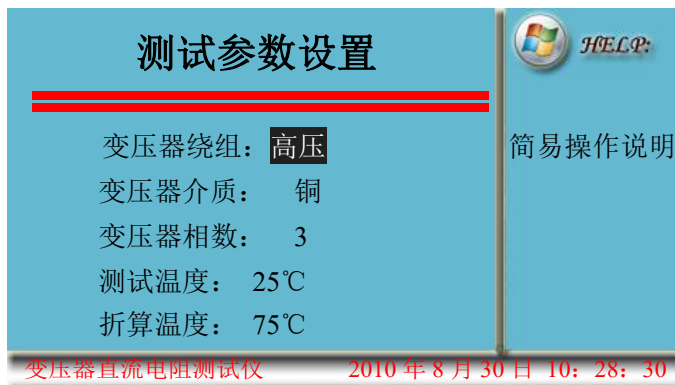 测试参数设置
HELP:
变压器绕组：高压
简易操作说明
变压器介质： 铜
变压器相数： 3
测试温度： 25℃
折算温度： 75℃
变压器直流电阻测试仪 2010 年 8 月 30 日 10：28：30